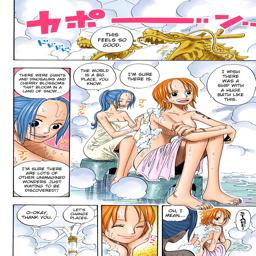 カポーーン
THIS
FEELS SO
GOOD.
I WISH
THERE
WAS A
SHIP WITH
A HUGE
BATH LIKE
THIS.
THE WORLD
IS A BIG
PLACE, YOU
KNOW.
I'M SURE
THERE IS.
THERE WERE GIANTS
AND DINOSAURS AND
CHERRY BLOSSOMS
THAT BLOOM IN A
LAND OF SNOW...
I'M SURE THERE
ARE LOTS OF
OTHER UNIMAGINED
WONDERS JUST
WAITING TO BE
DISCOVERED!!
OH, I
MEAN...
LET'S
CHANGE
PLACES.
O-OKAY,
THANK YOU.